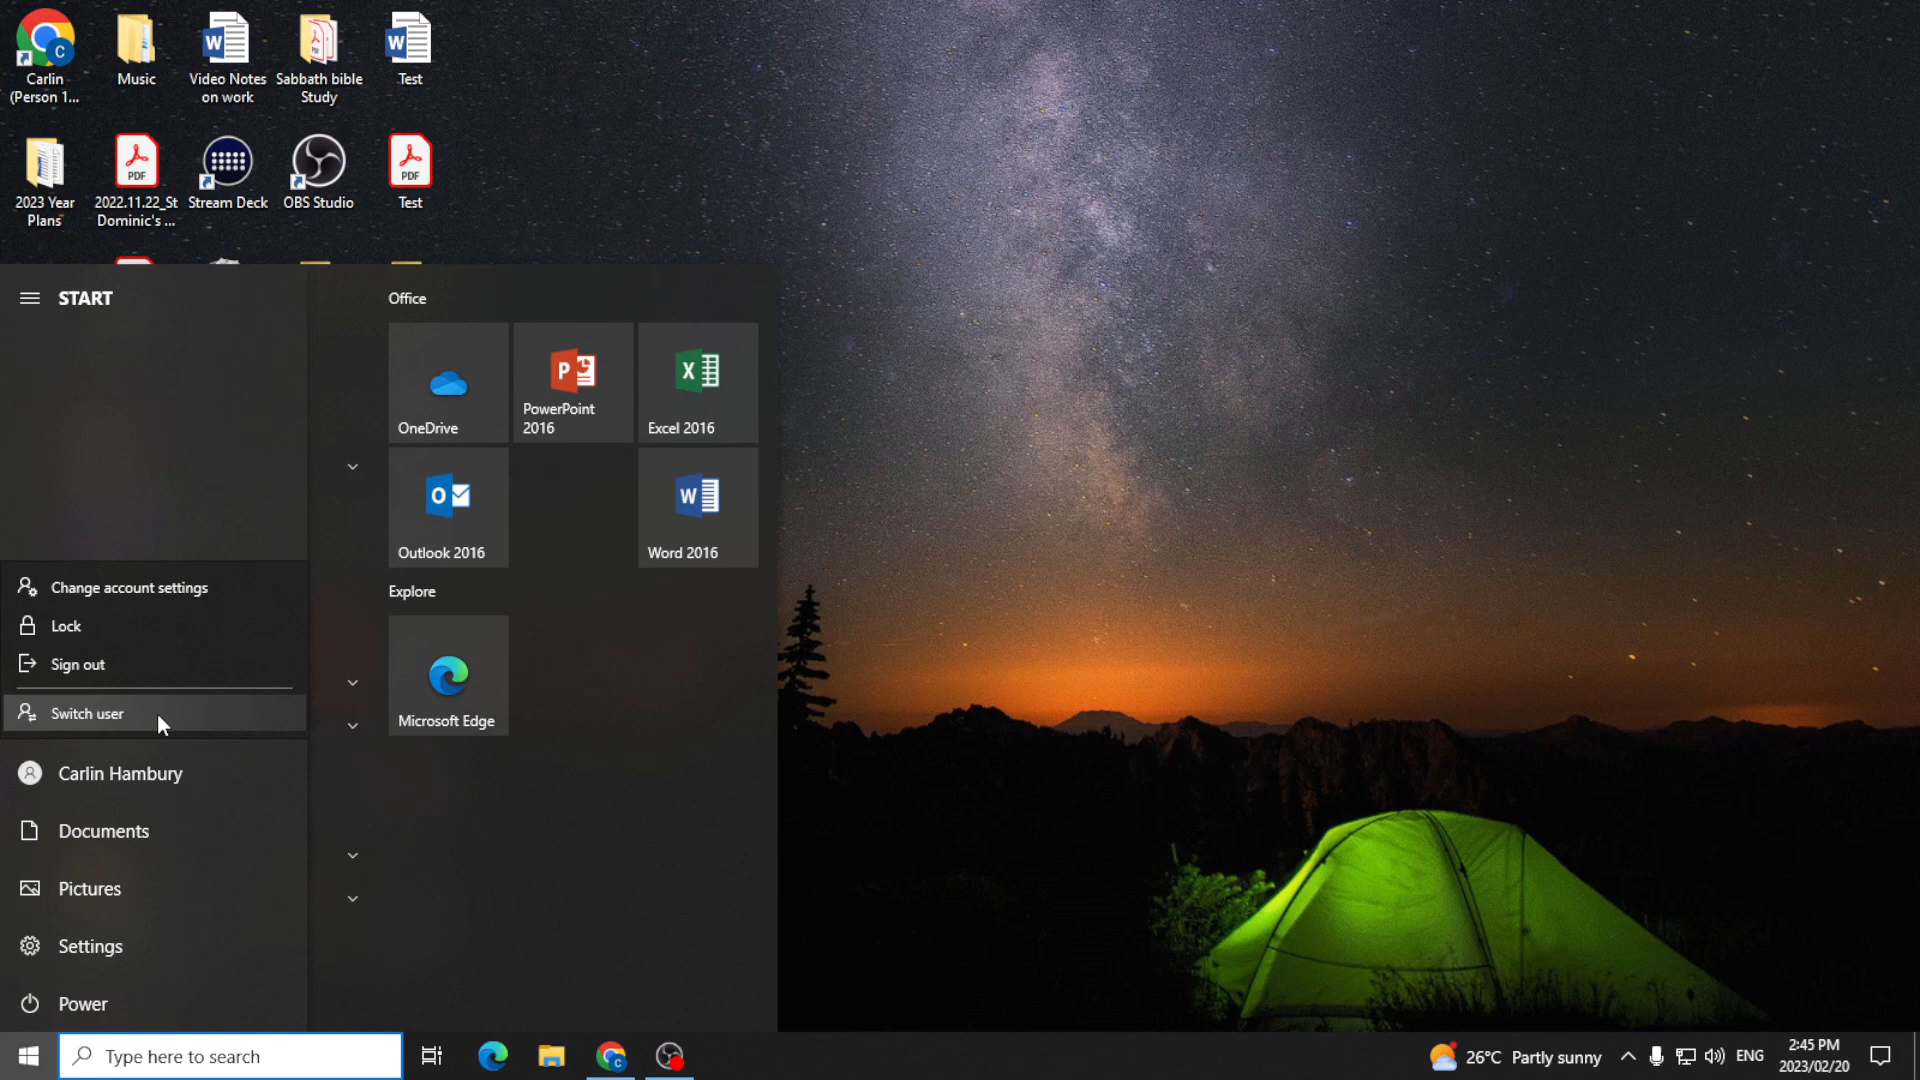 Carlin
(Person 1...
Music
Video Notes
on work
Sabbath bible
Study
Test
2023 Year
Plans
PDF
2022.11.22_St
Dominic's ...
Stream Deck
OBS Studio
PDF
Test
START
Office
OneDrive
PowerPoint
2016
Excel 2016
Outlook 2016
Word 2016
Explore
Microsoft Edge
Change account settings
Lock
Sign out
Switch user
Carlin Hambury
Documents
Pictures
Settings
Power
Type here to search
26°C Partly sunny
ENG
2:45 PM
2023/02/20